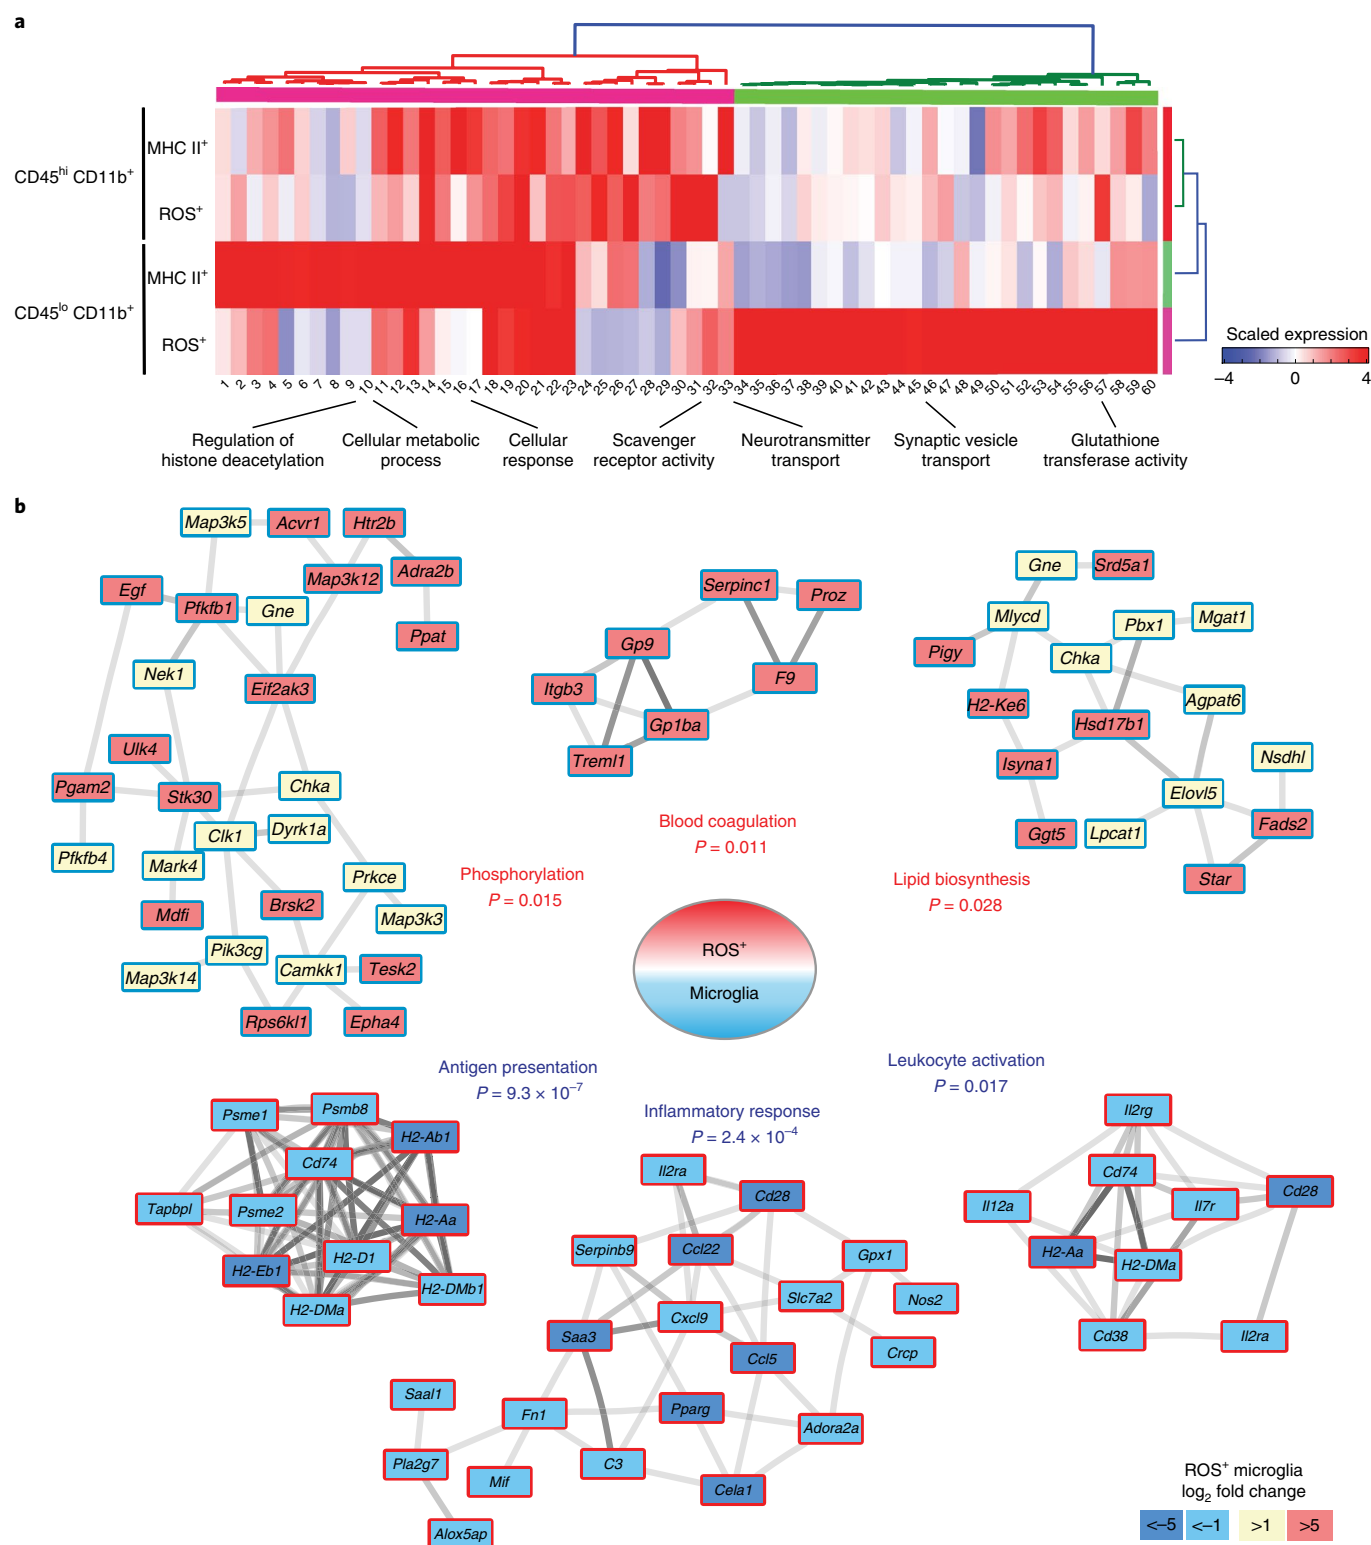 a
MHC II+
CD45hi CD11b+
ROS+
MHC II+
CD45lo CD11b+
ROS+
Scaled expression
–4 0 4
1 2 3 4 5 6 7 8 9 10 11 12 13 14 15 16 17 18 19 20 21 22 23 24 25 26 27 28 29 30 31 32 33 34 35 36 37 38 39 40 41 42 43 44 45 46 47 48 49 50 51 52 53 54 55 56 57 58 59 60
Regulation of
histone deacetylation
Cellular metabolic
process
Cellular
response
Scavenger
receptor activity
Neurotransmitter
transport
Synaptic vesicle
transport
Glutathione
transferase activity
b
Map3k5
Acvr1
Htr2b
Map3k12
Adra2b
Egf
Pfkfb1
Gne
Ppat
Nek1
Eif2ak3
Ulk4
Pgam2
Stk30
Chka
Clk1
Dyrk1a
Pfkfb4
Mark4
Prkce
Mdfi
Brsk2
Map3k3
Pik3cg
Map3k14
Camkk1
Tesk2
Rps6kl1
Epha4
Serpinc1
Proz
Gp9
Itgb3
F9
Gp1ba
Treml1
Gne
Srd5a1
Mlycd
Pbx1
Mgat1
Pigy
Chka
H2-Ke6
Agpat6
Hsd17b1
Isyna1
Nsdhl
Elovl5
Ggt5
Lpcat1
Fads2
Star
Blood coagulation
P = 0.011
Phosphorylation
P = 0.015
Lipid biosynthesis
P = 0.028
ROS+
Microglia
Antigen presentation
P = 9.3 × 10–7
Inflammatory response
P = 2.4 × 10–4
Leukocyte activation
P = 0.017
Psme1
Psmb8
H2-Ab1
Cd74
Tapbpl
Psme2
H2-Aa
H2-Eb1
H2-D1
H2-DMb1
H2-DMa
Il2ra
Cd28
Serpinb9
Ccl22
Gpx1
Slc7a2
Nos2
Cxcl9
Saa3
Ccl5
Crcp
Saal1
Fn1
Pparg
Adora2a
Pla2g7
Mif
C3
Cela1
Alox5ap
Il2rg
Cd74
Il12a
Il7r
Cd28
H2-Aa
H2-DMa
Cd38
Il2ra
ROS+ microglia
log2 fold change
<–5 <–1 >1 >5